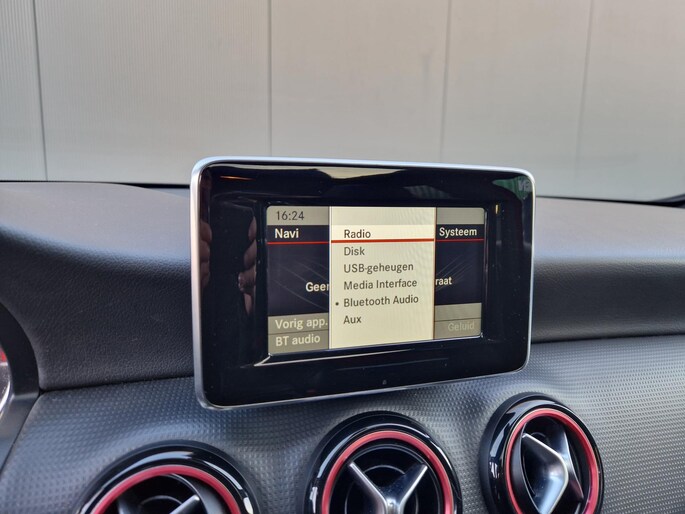 16:24
Navi
Radio
Systeem
Disk
USB-geheugen
Geer
Media Interface
raat
Bluetooth Audio
Aux
Vorig app.
Geluid
BT audio